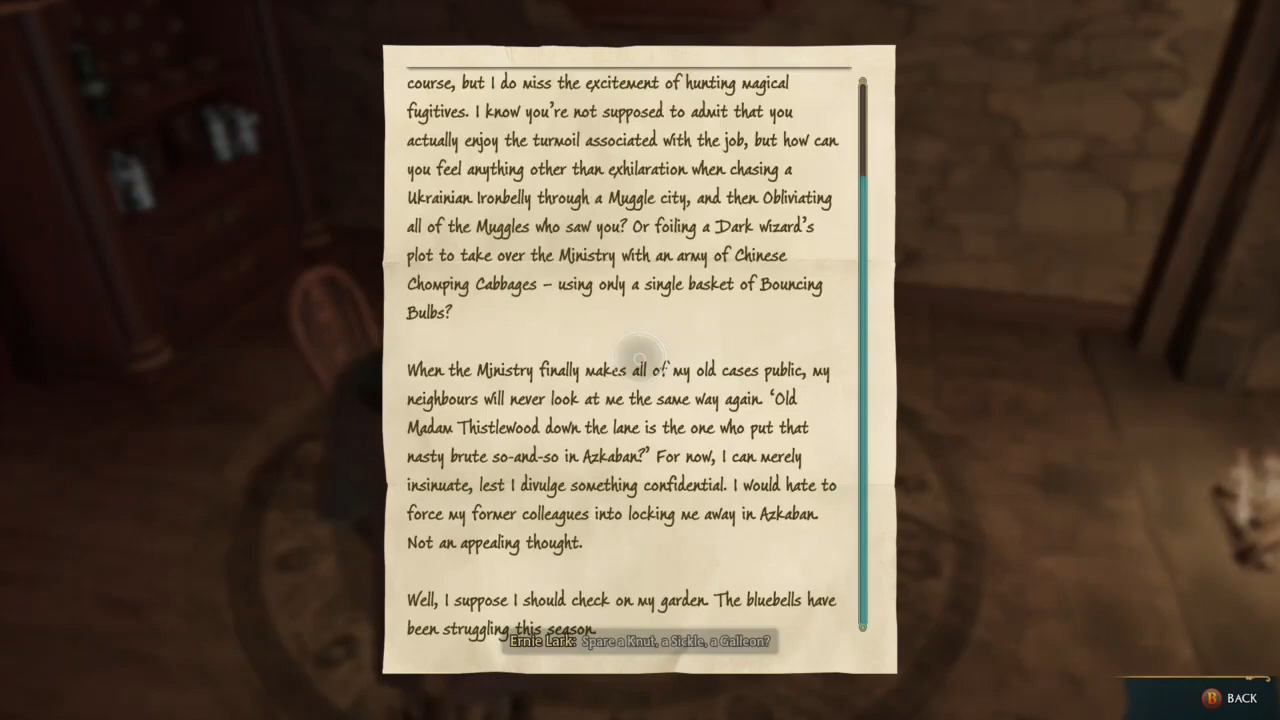 course, but I do miss the excitement of hunting magical
fugitives. I know you're not supposed to admit that you
actually enjoy the turmoil associated with the job, but how can
you feel anything other than exhilaration when chasing a
Ukrainian Ironbelly through a Muggle city, and then Obliviating
all of the Muggles who saw you? Or foiling a Dark wizard's
plot to take over the Ministry with an army of Chinese
Chomping Cabbages – using only a single basket of Bouncing
Bulbs?
When the Ministry finally makes all of my old cases public, my
neighbours will never look at me the same way again. 'Old
Madam Thistlewood down the lane is the one who put that
nasty brute so-and-so in Azkaban?' For now, I can merely
insinuate, lest I divulge something confidential. I would hate to
force my former colleagues into locking me away in Azkaban.
Not an appealing thought.
Well, I suppose I should check on my garden. The bluebells have
been struggling this season.
Ernie Lark: Spare a Knut, a Sickle, a Galleon?
B BACK